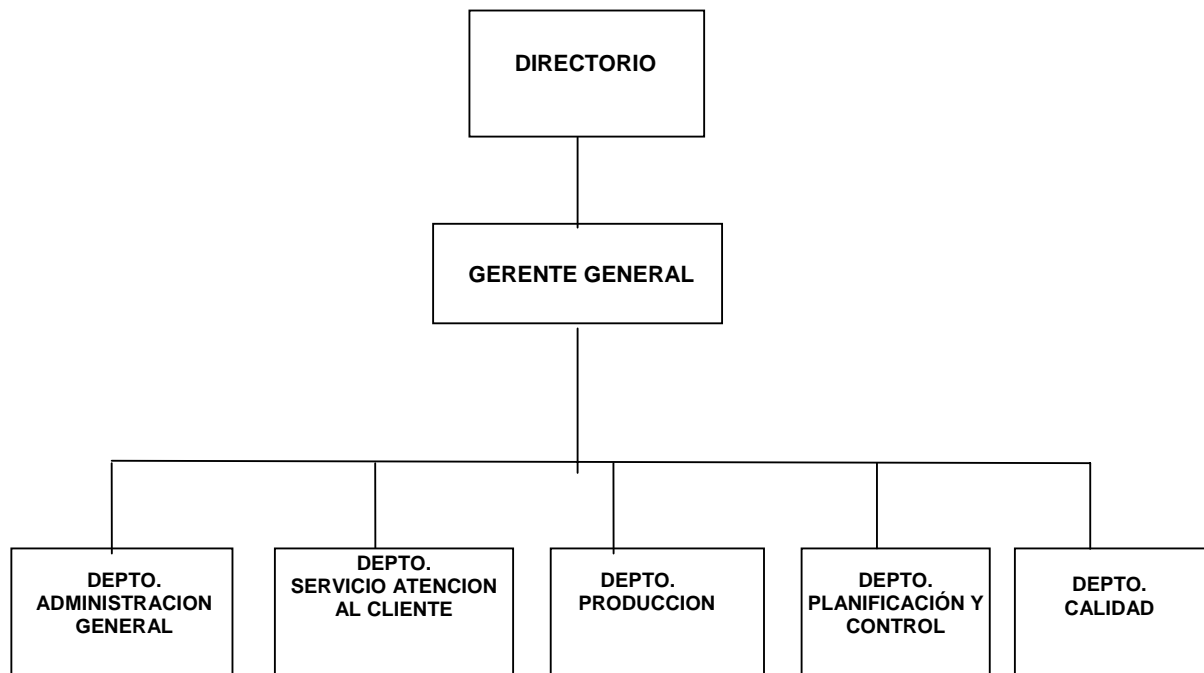 DIRECTORIO
GERENTE GENERAL
DEPTO.
ADMINISTRACION
GENERAL
DEPTO.
SERVICIO ATENCION
AL CLIENTE
DEPTO.
PRODUCCION
DEPTO.
PLANIFICACIÓN Y
CONTROL
DEPTO.
CALIDAD